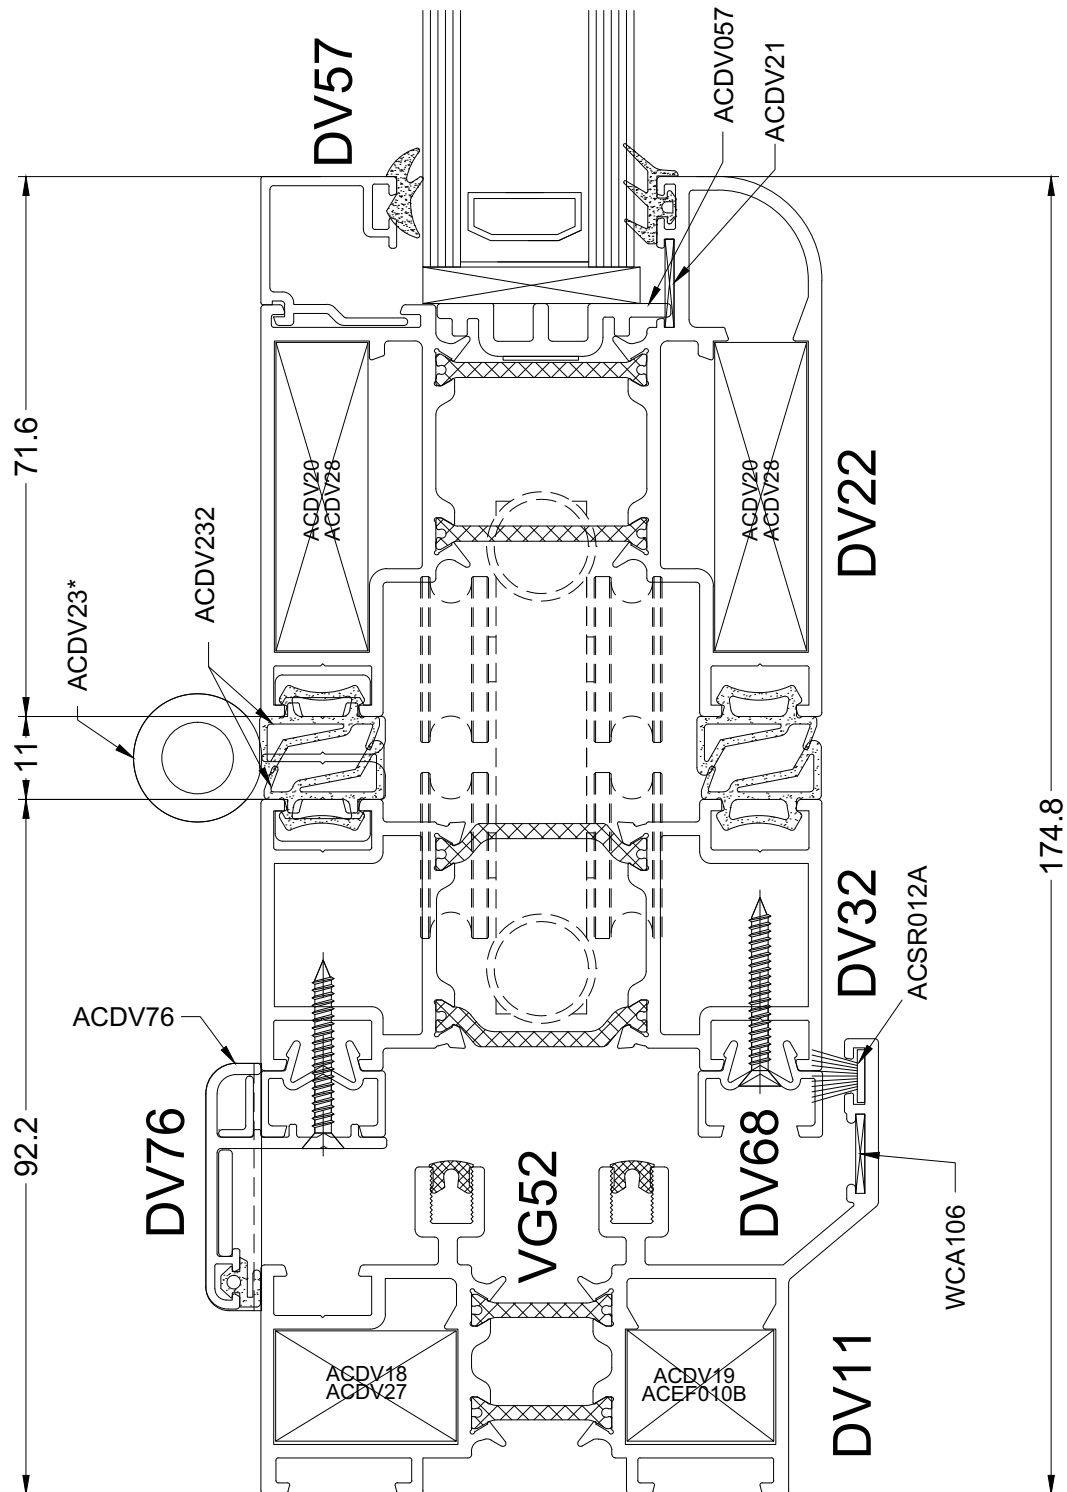 DV57
ACDV057
ACDV21
71.6
ACDV20
ACDV28
ACDV20
ACDV28
DV22
ACDV232
ACDV23*
11
174.8
DV32
ACSR012A
ACDV76
92.2
DV76
VG52
DV68
WCA106
ACDV18
ACDV27
ACDV19
ACEF010B
DV11